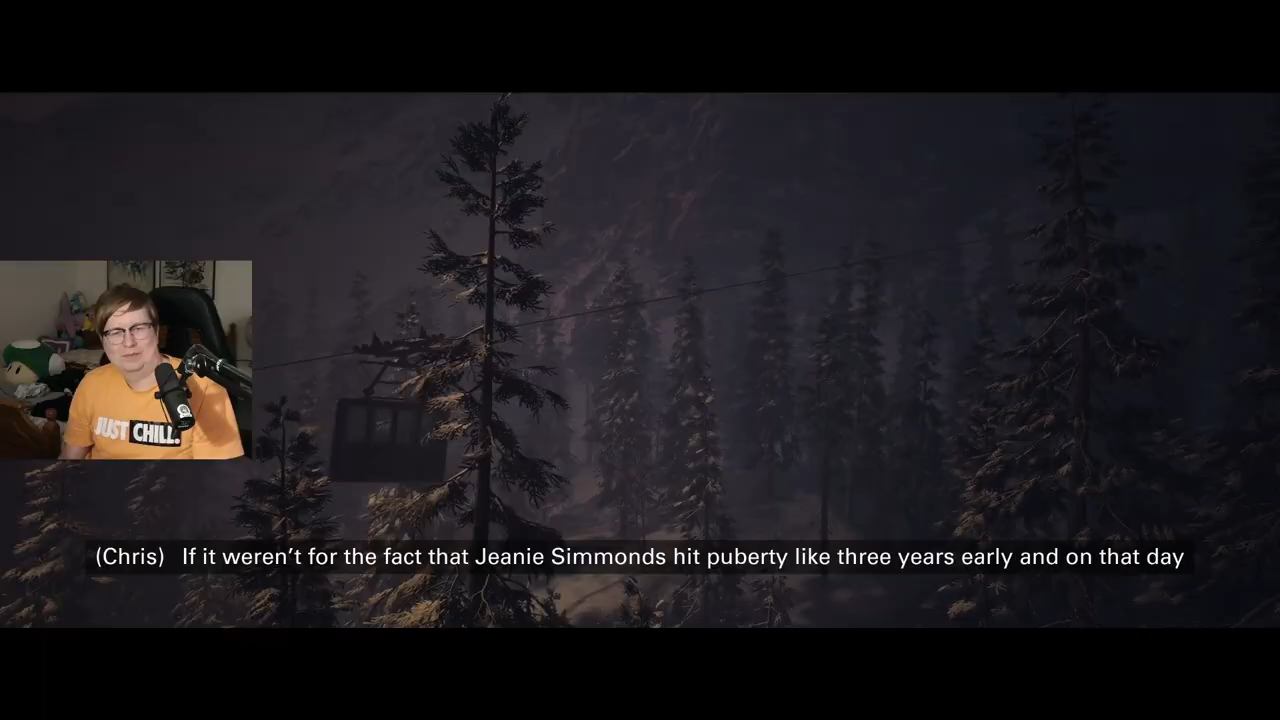 JUST CHILL.
(Chris) If it weren't for the fact that Jeanie Simmonds hit puberty like three years early and on that day